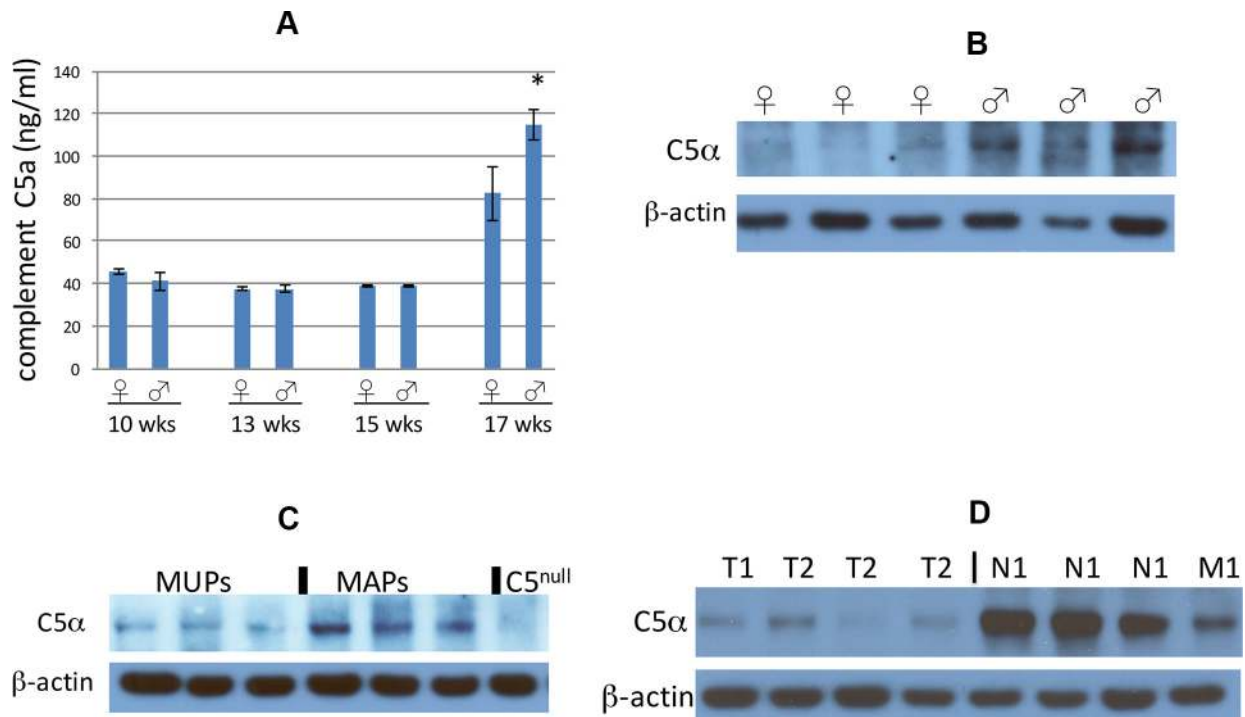 A
complement C5a (ng/ml)
140
120
100
80
60
40
20
0
*
♀ ♂ ♀ ♂ ♀ ♂ ♀ ♂
10 wks 13 wks 15 wks 17 wks
B
♀ ♀ ♀ ♂ ♂ ♂
C5α
β-actin
C
MUPs MAPs C5null
C5α
β-actin
D
T1 T2 T2 T2 | N1 N1 N1 M1
C5α
β-actin